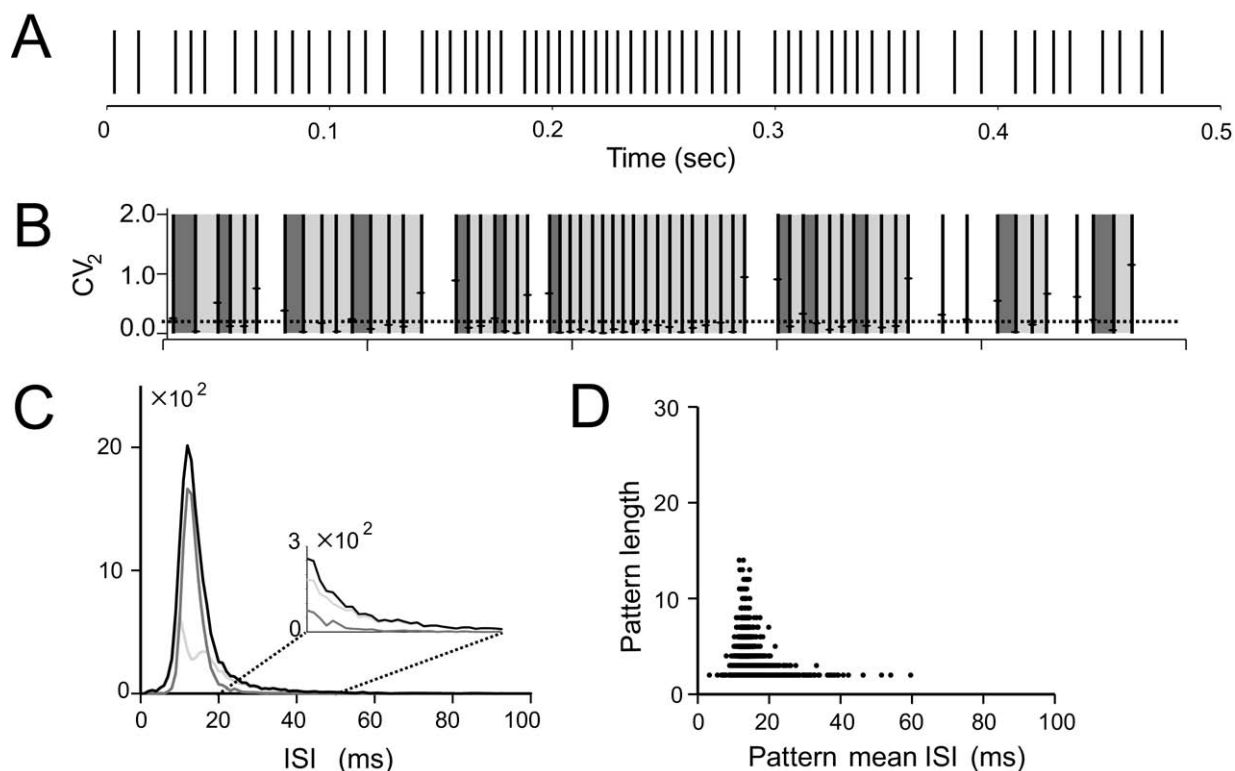 A
0 0.1 0.2 0.3 0.4 0.5
Time (sec)
B
CV2
2.0
1.0
0.0
C
×10²
20
10
0
3 ×10²
0
0 20 40 60 80 100
ISI (ms)
D
Pattern length
30
20
10
0
0 20 40 60 80 100
Pattern mean ISI (ms)